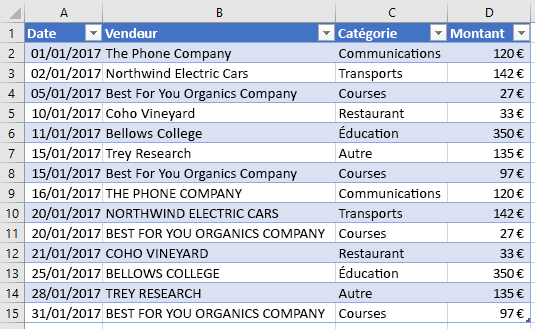 A B C D
1 Date Vendeur Catégorie Montant
2 01/01/2017 The Phone Company Communications 120 €
3 02/01/2017 Northwind Electric Cars Transports 142 €
4 05/01/2017 Best For You Organics Company Courses 27 €
5 10/01/2017 Coho Vineyard Restaurant 33 €
6 11/01/2017 Bellows College Éducation 350 €
7 15/01/2017 Trey Research Autre 135 €
8 15/01/2017 Best For You Organics Company Courses 97 €
9 16/01/2017 THE PHONE COMPANY Communications 120 €
10 20/01/2017 NORTHWIND ELECTRIC CARS Transports 142 €
11 20/01/2017 BEST FOR YOU ORGANICS COMPANY Courses 27 €
12 21/01/2017 COHO VINEYARD Restaurant 33 €
13 25/01/2017 BELLOWS COLLEGE Éducation 350 €
14 28/01/2017 TREY RESEARCH Autre 135 €
15 31/01/2017 BEST FOR YOU ORGANICS COMPANY Courses 97 €